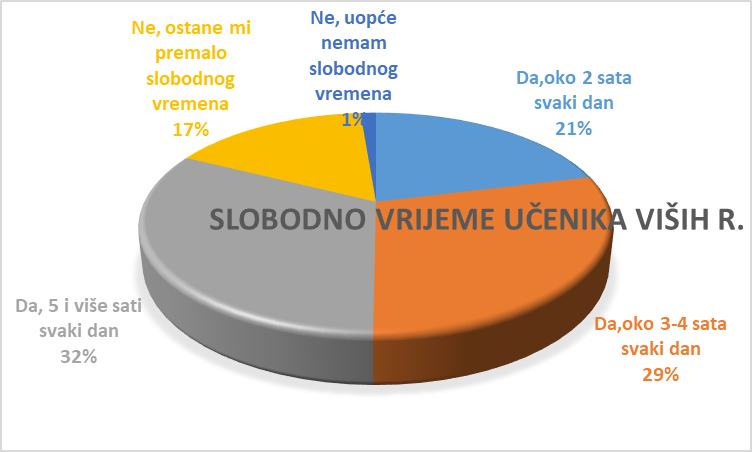 Ne, ostane mi
premalo
slobodnog
vremena
17%
Ne, uopće
nemam
slobodnog
vremena
1%
Da,oko 2 sata
svaki dan
21%
SLOBODNO VRIJEME UČENIKA VIŠIH R.
Da, 5 i više sati
svaki dan
32%
Da,oko 3-4 sata
svaki dan
29%